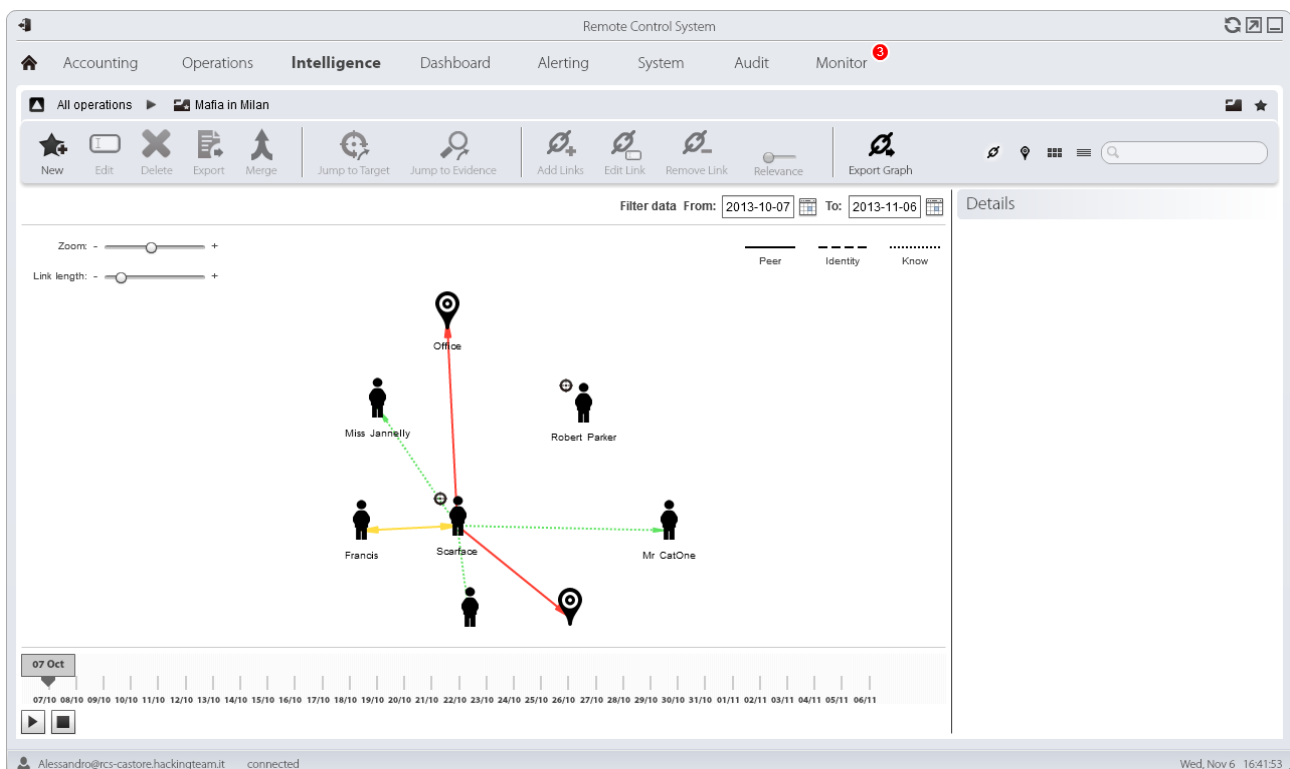 Remote Control System
Accounting Operations Intelligence Dashboard Alerting System Audit Monitor 3
All operations Mafia in Milan
New Edit Delete Export Merge Jump to Target Jump to Evidence Add Links Edit Link Remove Link Relevance Export Graph
Filter data From: 2013-10-07 To: 2013-11-06
Details
Zoom: - +
Link length: - +
Peer Identity Know
Office
Miss Jannelly
Robert Parker
Francis Scarface Mr CatOne
07 Oct
07/10 08/10 09/10 10/10 11/10 12/10 13/10 14/10 15/10 16/10 17/10 18/10 19/10 20/10 21/10 22/10 23/10 24/10 25/10 26/10 27/10 28/10 29/10 30/10 31/10 01/11 02/11 03/11 04/11 05/11 06/11
Alessandro@rcs-castore.hackingteam.it connected Wed, Nov 6 16:41:53